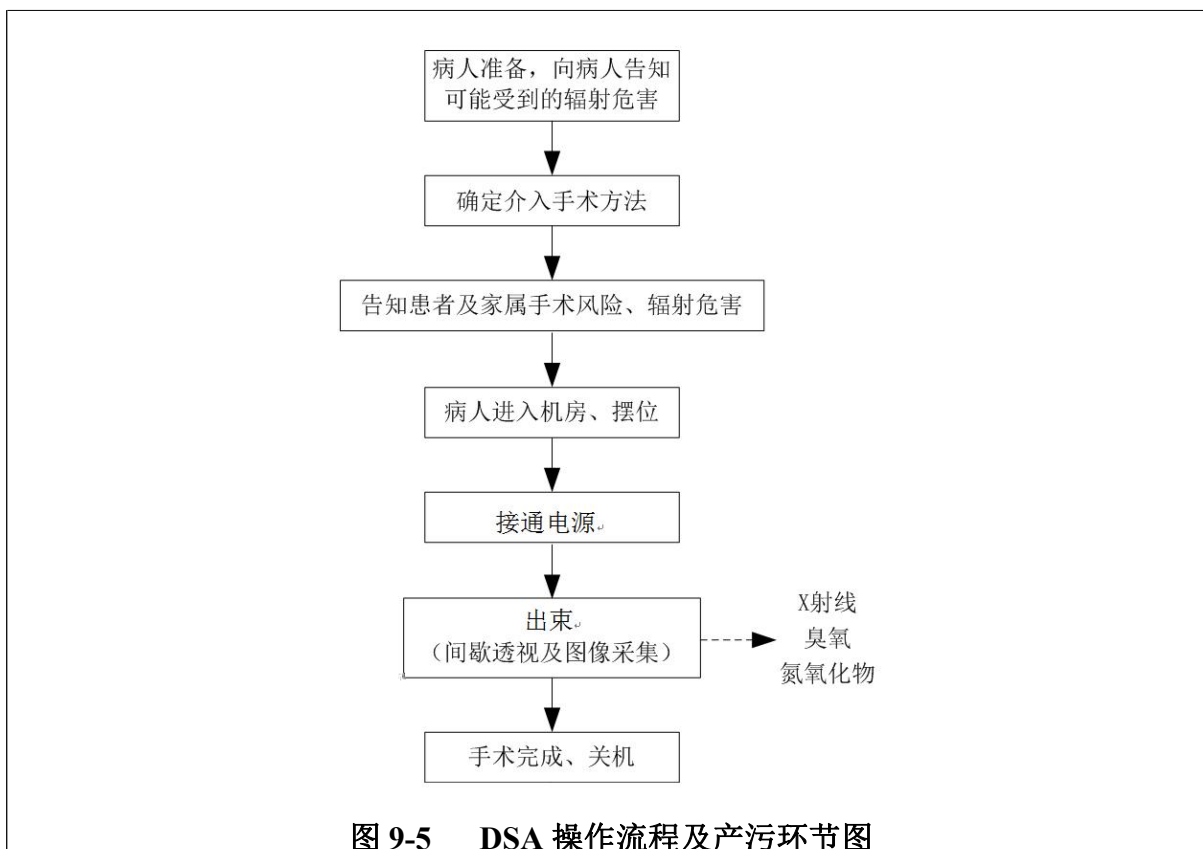 病人准备，向病人告知
可能受到的辐射危害
确定介入手术方法
告知患者及家属手术风险、辐射危害
病人进入机房、摆位
接通电源
出束
（间歇透视及图像采集）
X射线
臭氧
氮氧化物
手术完成、关机
图 9-5 DSA 操作流程及产污环节图